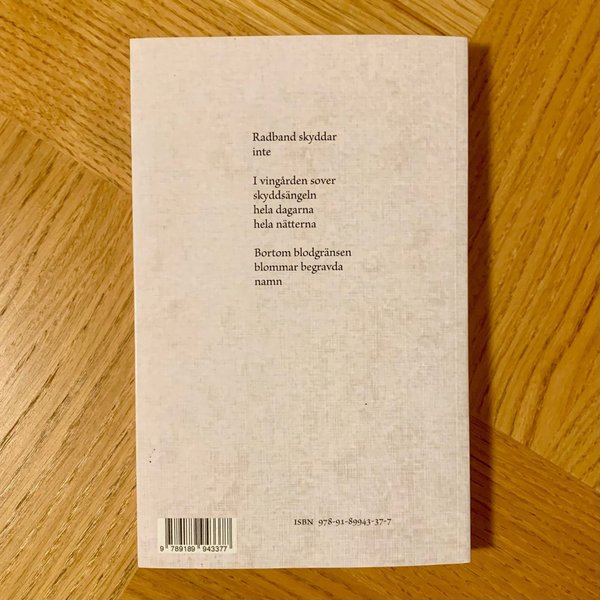 Radband skyddar
inte
I vingården sover
skyddsängeln
hela dagarna
hela nätterna
Bortom blodgränsen
blommar begravda
namn
ISBN 978-91-89943-37-7
9 789189 943377